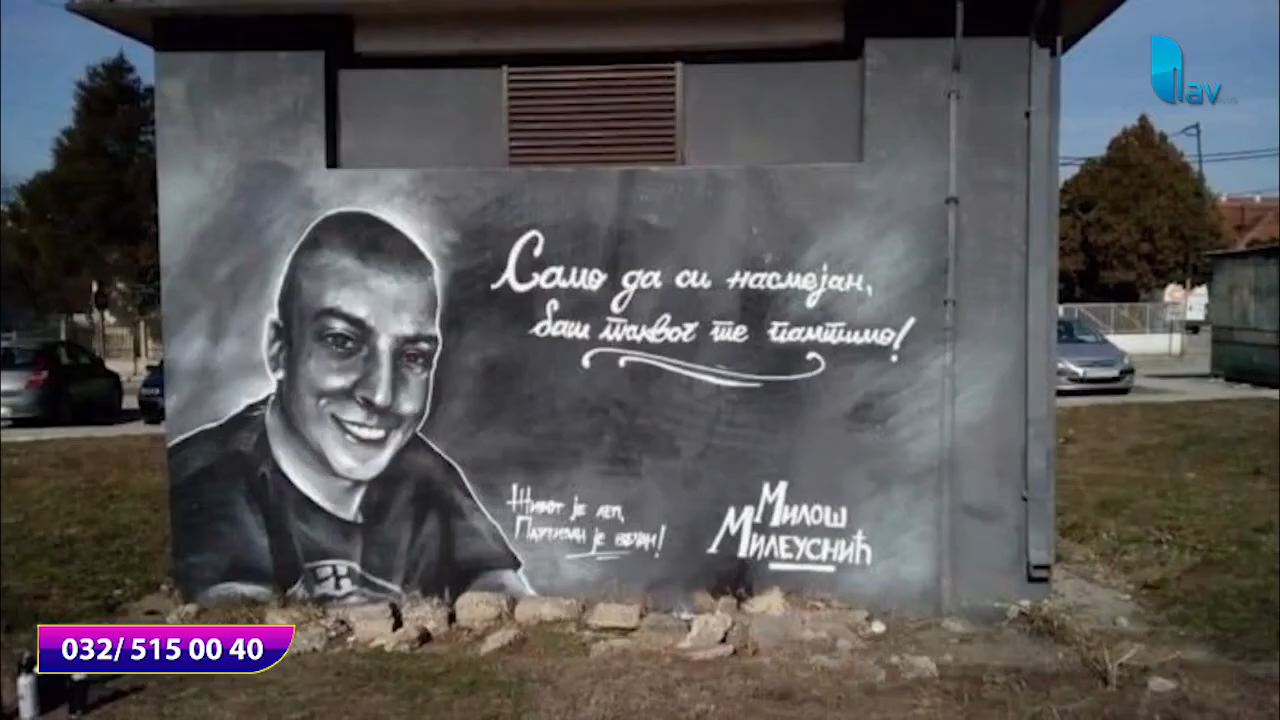 lav
Само да си насмејан,
баш таквог те памтимо!
Живот је леп,
Партизан је вечан!
Милош
Милеуснић
032/ 515 00 40